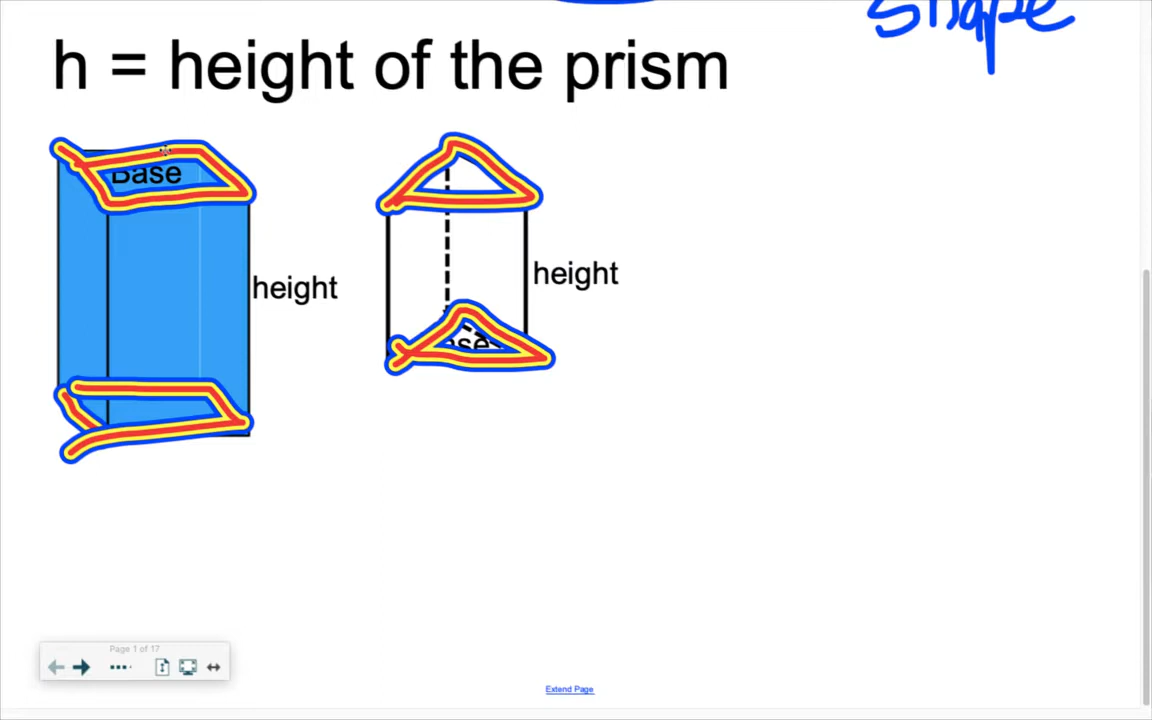 shape
h = height of the prism
Base
height
height
Page 1 of 17
Extend Page